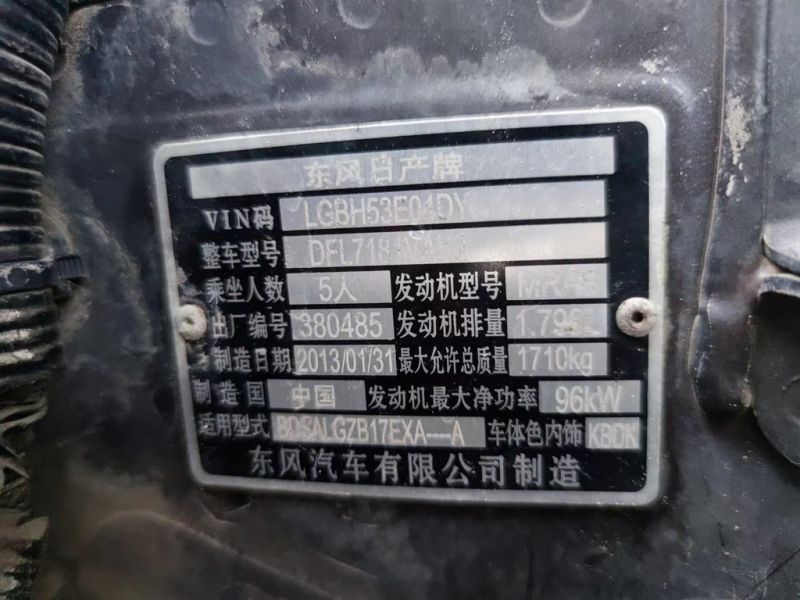 东风日产牌
VIN码 LGBH53E04DY
整车型号 DFL7181
乘坐人数 5人 发动机型号
出厂编号 380485 发动机排量
制造日期 2013/01/31 最大允许总质量 1710kg
制造国 中国 发动机最大净功率 96kW
适用型式 BDSALGZB17EXA----A 车体色内饰 KBDK
东风汽车有限公司制造